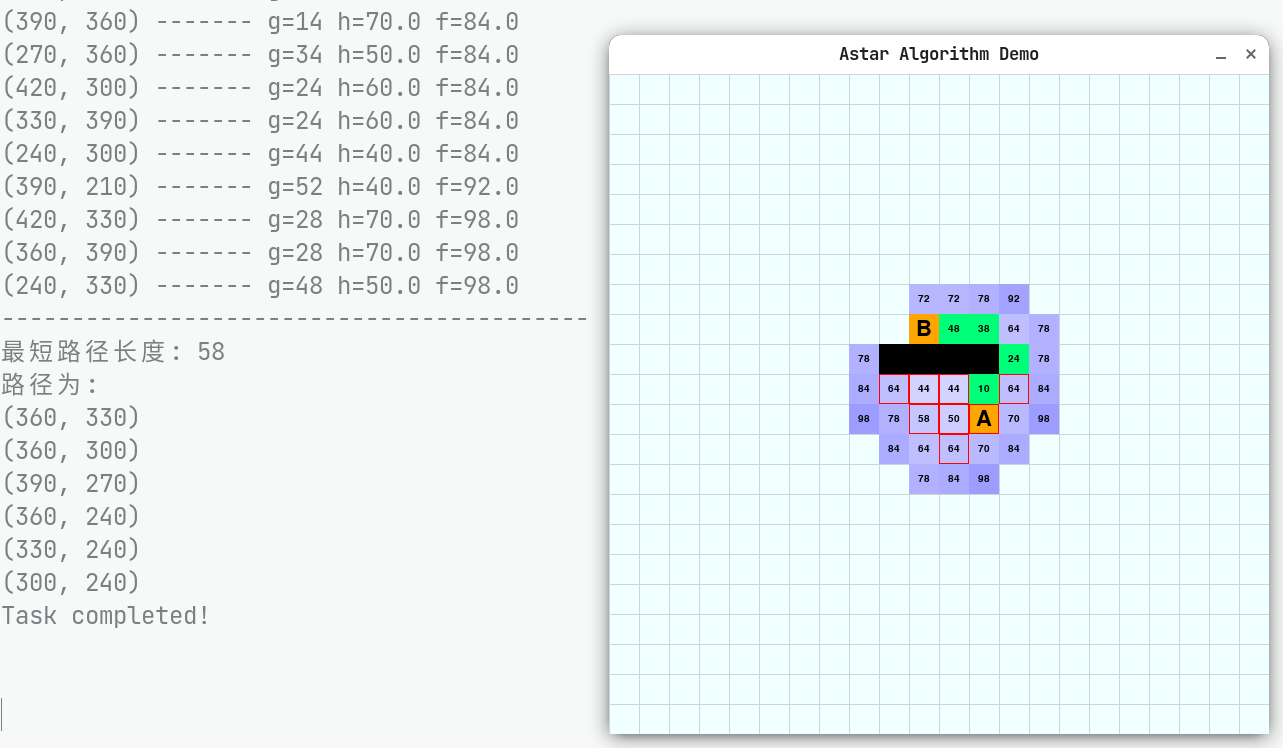 (390, 360) ------- g=14 h=70.0 f=84.0
(270, 360) ------- g=34 h=50.0 f=84.0
(420, 300) ------- g=24 h=60.0 f=84.0
(330, 390) ------- g=24 h=60.0 f=84.0
(240, 300) ------- g=44 h=40.0 f=84.0
(390, 210) ------- g=52 h=40.0 f=92.0
(420, 330) ------- g=28 h=70.0 f=98.0
(360, 390) ------- g=28 h=70.0 f=98.0
(240, 330) ------- g=48 h=50.0 f=98.0
------------------------------------------
最短路径长度: 58
路径为:
(360, 330)
(360, 300)
(390, 270)
(360, 240)
(330, 240)
(300, 240)
Task completed!
Astar Algorithm Demo
72 72 78 92
B 48 38 64 78
78 24 78
84 64 44 44 10 64 84
98 78 58 50 A 70 98
84 64 64 70 84
78 84 98